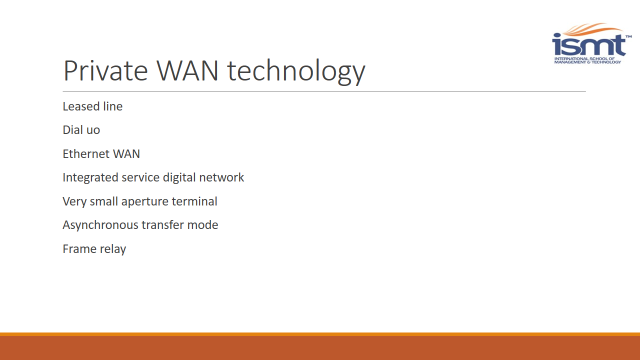 ismt™
INTERNATIONAL SCHOOL OF
MANAGEMENT & TECHNOLOGY
Private WAN technology
Leased line
Dial uo
Ethernet WAN
Integrated service digital network
Very small aperture terminal
Asynchronous transfer mode
Frame relay